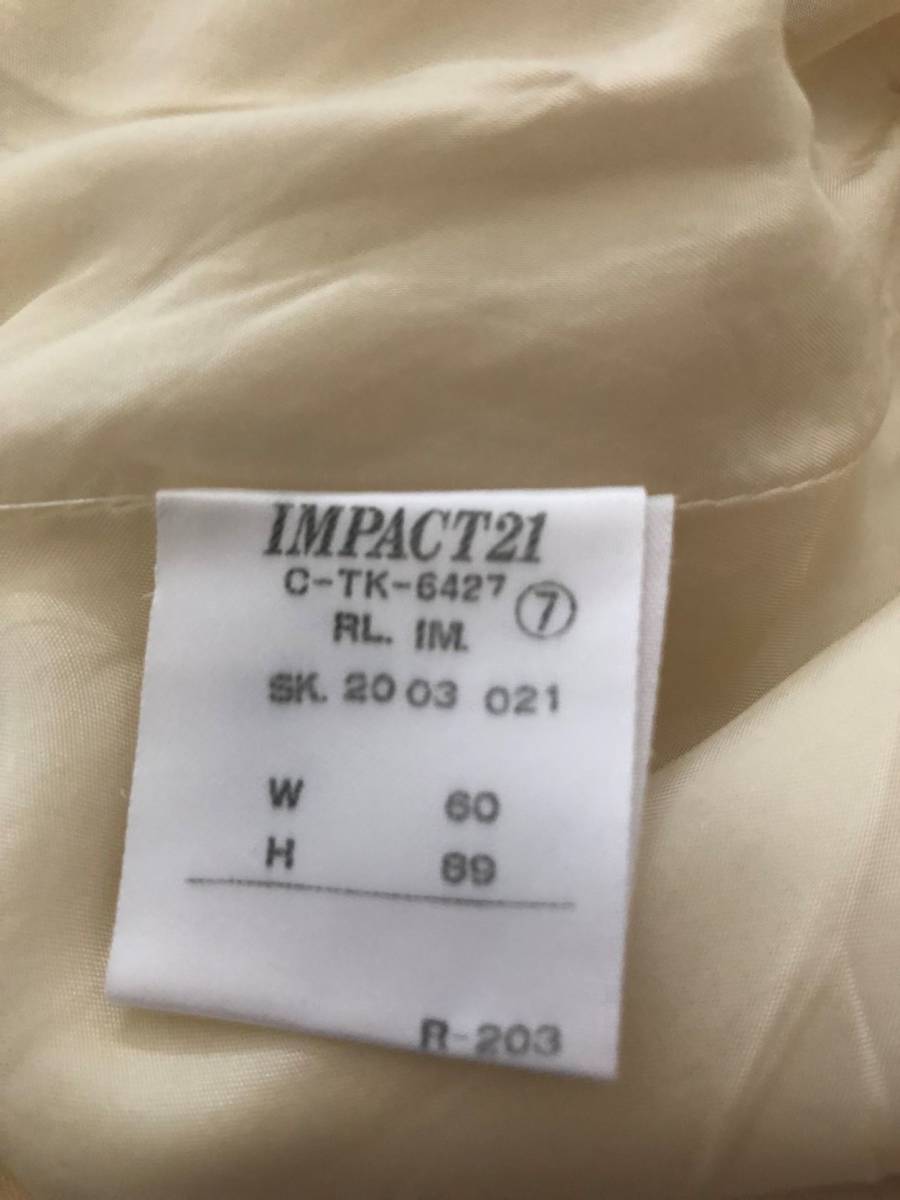 IMPACT21
C-TK-6427 ⑦
RL. IM.
SK. 20 03 021
W 60
H 89
R-203